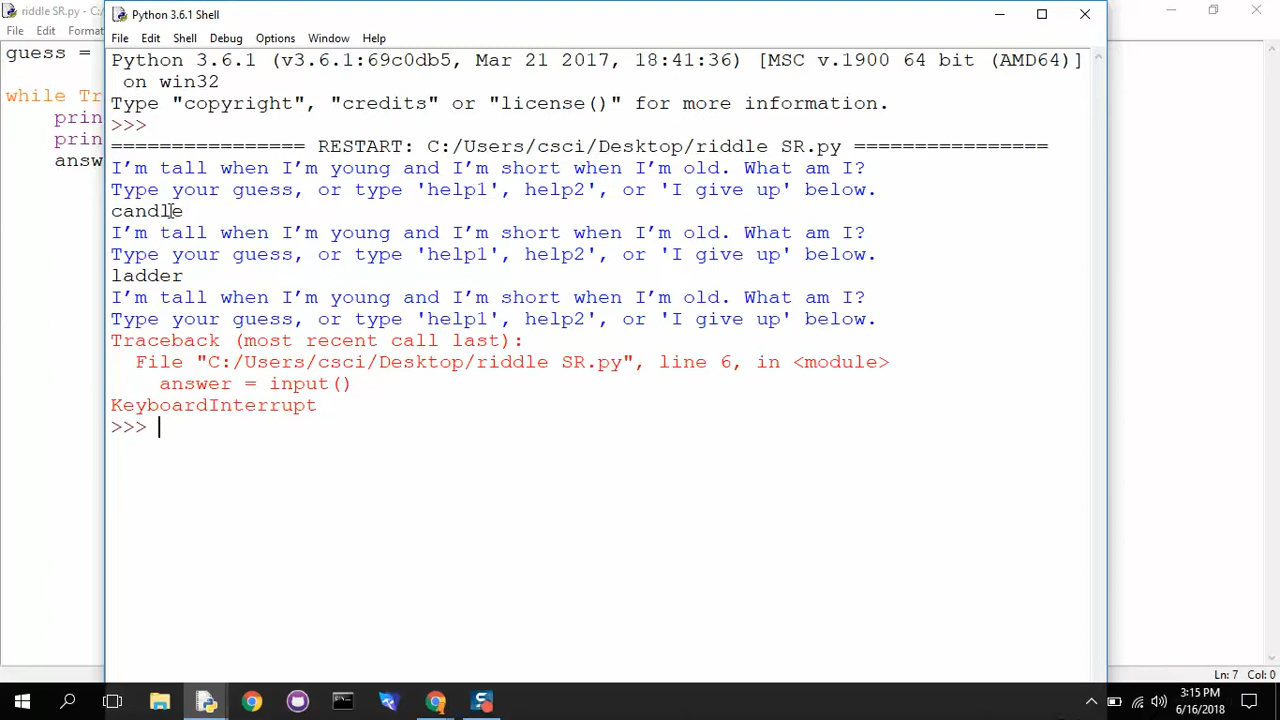 riddle SR.py - C:/
Python 3.6.1 Shell
File Edit Format
File Edit Shell Debug Options Window Help
guess =
while Tr
prin
prin
answ
Python 3.6.1 (v3.6.1:69c0db5, Mar 21 2017, 18:41:36) [MSC v.1900 64 bit (AMD64)]
on win32
Type "copyright", "credits" or "license()" for more information.
>>>
================ RESTART: C:/Users/csci/Desktop/riddle SR.py ================
I’m tall when I’m young and I’m short when I’m old. What am I?
Type your guess, or type 'help1', help2', or 'I give up' below.
candle
I’m tall when I’m young and I’m short when I’m old. What am I?
Type your guess, or type 'help1', help2', or 'I give up' below.
ladder
I’m tall when I’m young and I’m short when I’m old. What am I?
Type your guess, or type 'help1', help2', or 'I give up' below.
Traceback (most recent call last):
File "C:/Users/csci/Desktop/riddle SR.py", line 6, in <module>
answer = input()
KeyboardInterrupt
>>>
Ln: 7 Col: 0
3:15 PM
6/16/2018